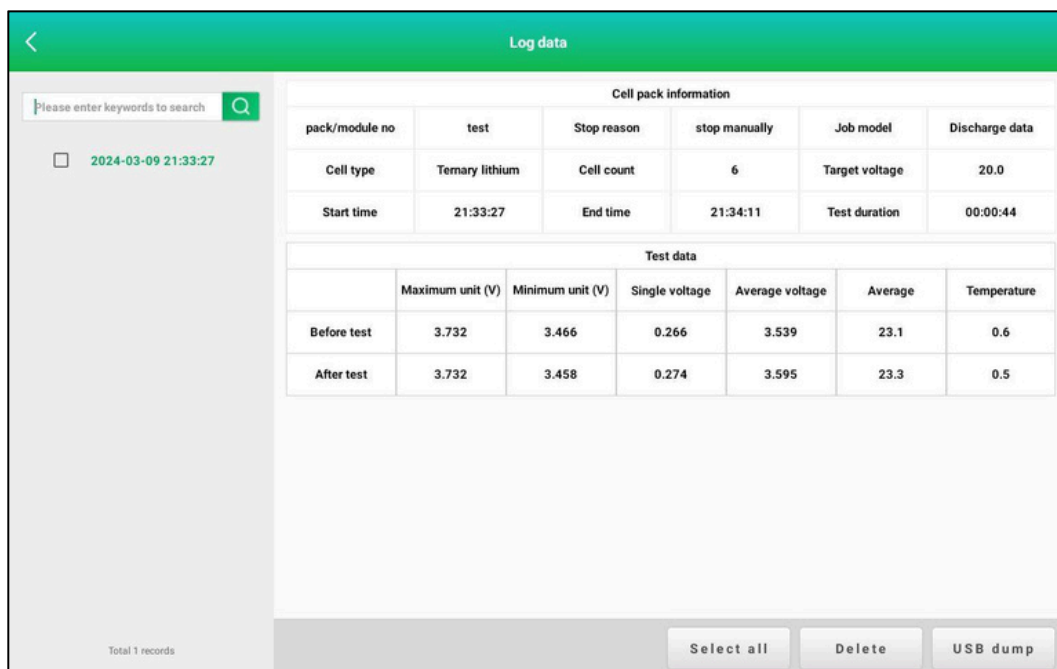 Log data
Please enter keywords to search
2024-03-09 21:33:27
Total 1 records
Cell pack information
pack/module no test Stop reason stop manually Job model Discharge data
Cell type Ternary lithium Cell count 6 Target voltage 20.0
Start time 21:33:27 End time 21:34:11 Test duration 00:00:44
Test data
Maximum unit (V) Minimum unit (V) Single voltage Average voltage Average Temperature
Before test 3.732 3.466 0.266 3.539 23.1 0.6
After test 3.732 3.458 0.274 3.595 23.3 0.5
Select all Delete USB dump